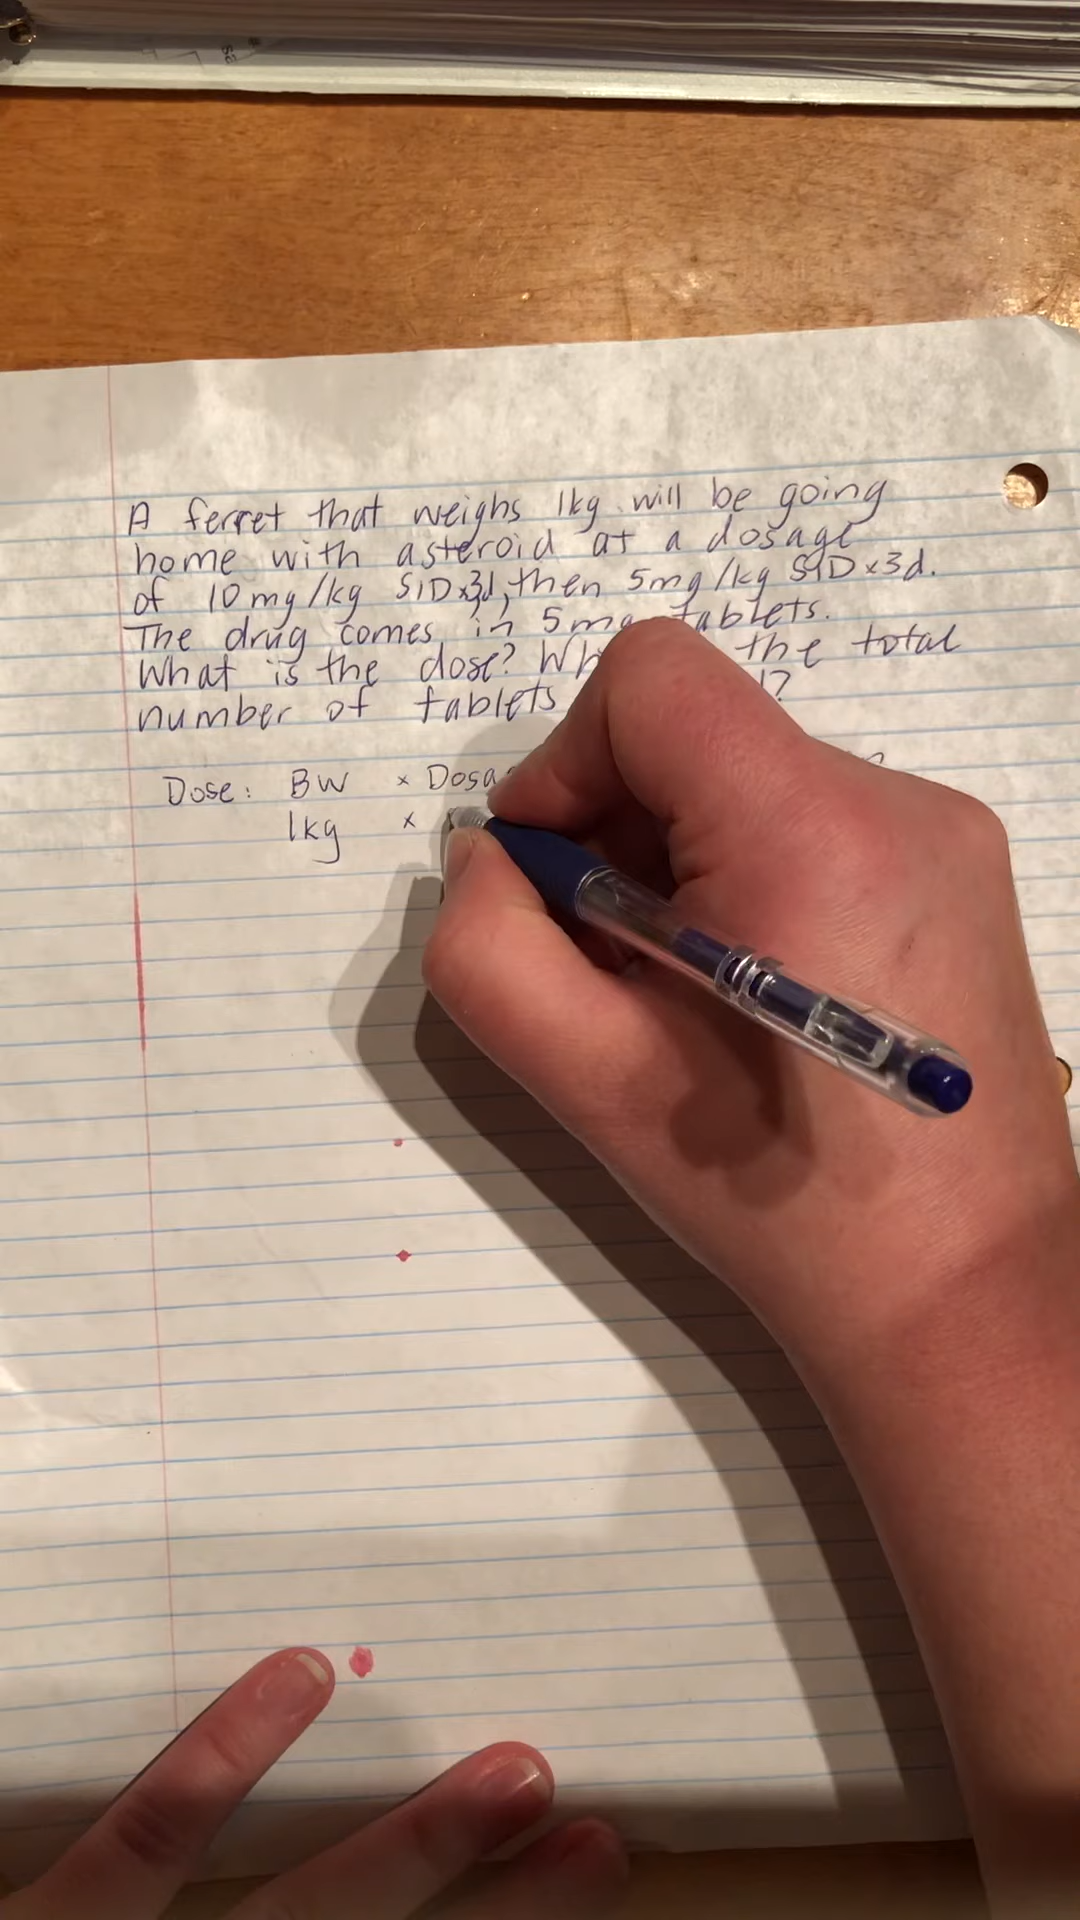 A ferret that weighs 1kg will be going
home with asteroid at a dosage
of 10mg/kg SID x3d, then 5mg/kg SID x3d.
The drug comes in 5mg tablets.
What is the dose? the total
number of tablets
Dose: BW x
1kg x